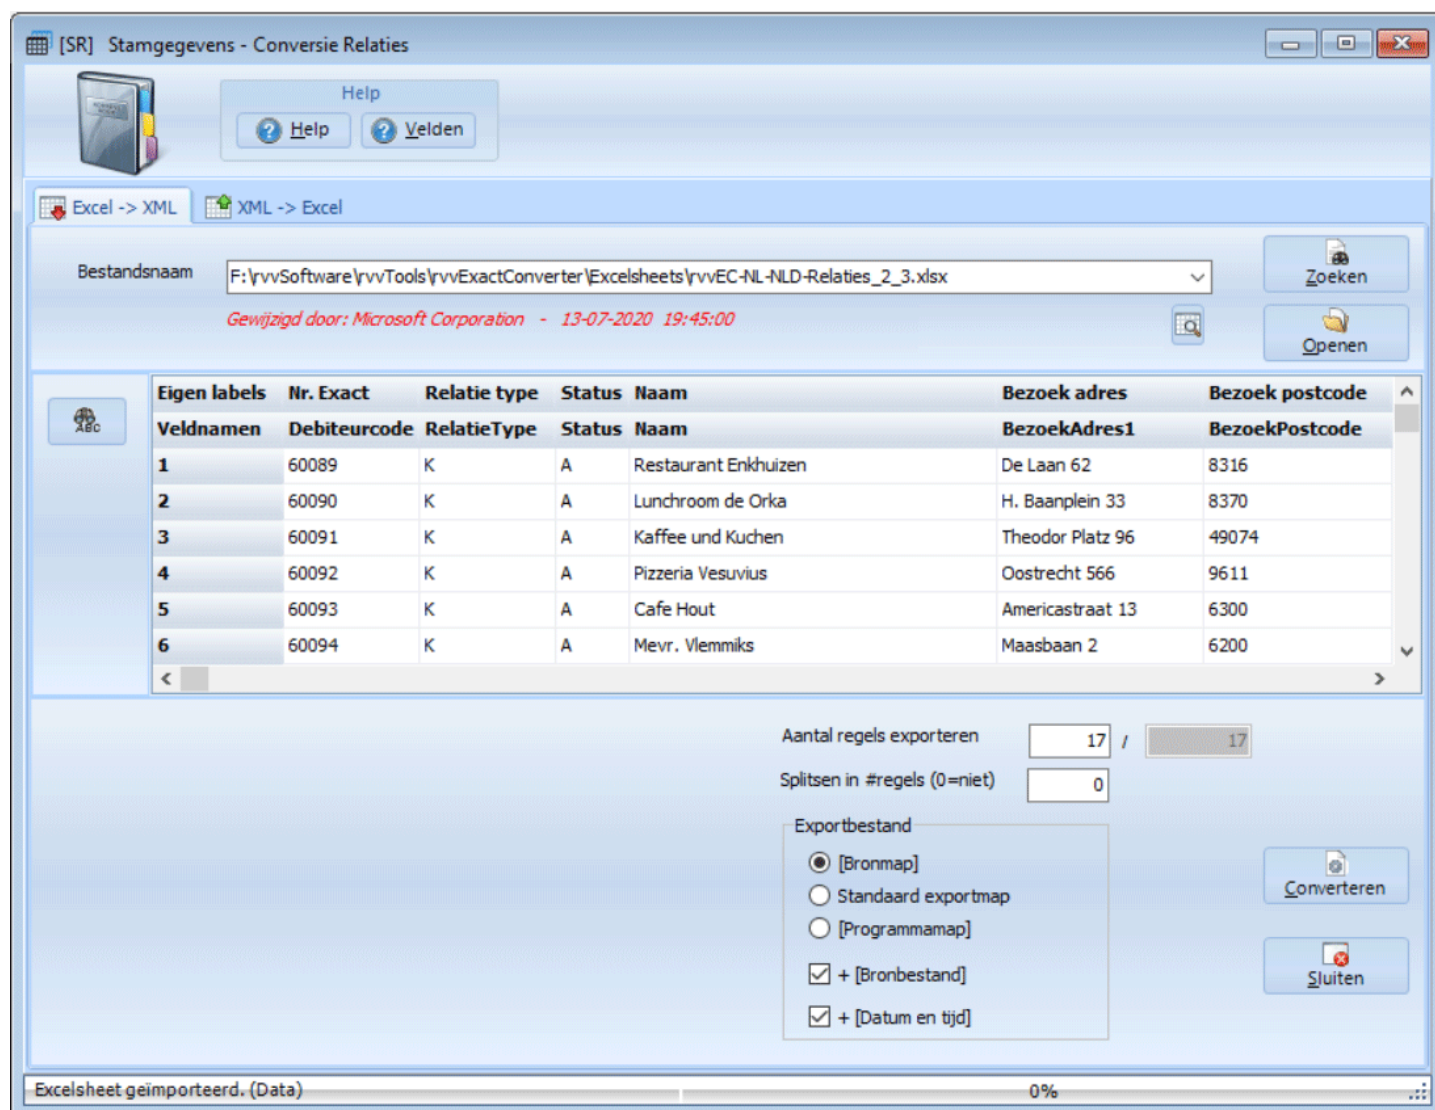 [SR] Stamgegevens - Conversie Relaties
Help
Help Velden
Excel -> XML XML -> Excel
Bestandsnaam F:\rvvSoftware\rvvTools\rvvExactConverter\Excelsheets\rvvEC-NL-NLD-Relaties_2_3.xlsx Zoeken
Gewijzigd door: Microsoft Corporation - 13-07-2020 19:45:00
Openen
Eigen labels Nr. Exact Relatie type Status Naam Bezoek adres Bezoek postcode
ABC
Veldnamen Debiteurcode RelatieType Status Naam BezoekAdres1 BezoekPostcode
1 60089 K A Restaurant Enkhuizen De Laan 62 8316
2 60090 K A Lunchroom de Orka H. Baanplein 33 8370
3 60091 K A Kaffee und Kuchen Theodor Platz 96 49074
4 60092 K A Pizzeria Vesuvius Oostrecht 566 9611
5 60093 K A Cafe Hout Americastraat 13 6300
6 60094 K A Mevr. Vlemmiks Maasbaan 2 6200
Aantal regels exporteren 17 / 17
Splitsen in #regels (0=niet) 0
Exportbestand
[Bronmap]
Standaard exportmap
Converteren
[Programmamap]
+ [Bronbestand]
Sluiten
+ [Datum en tijd]
Excelsheet geïmporteerd. (Data) 0%